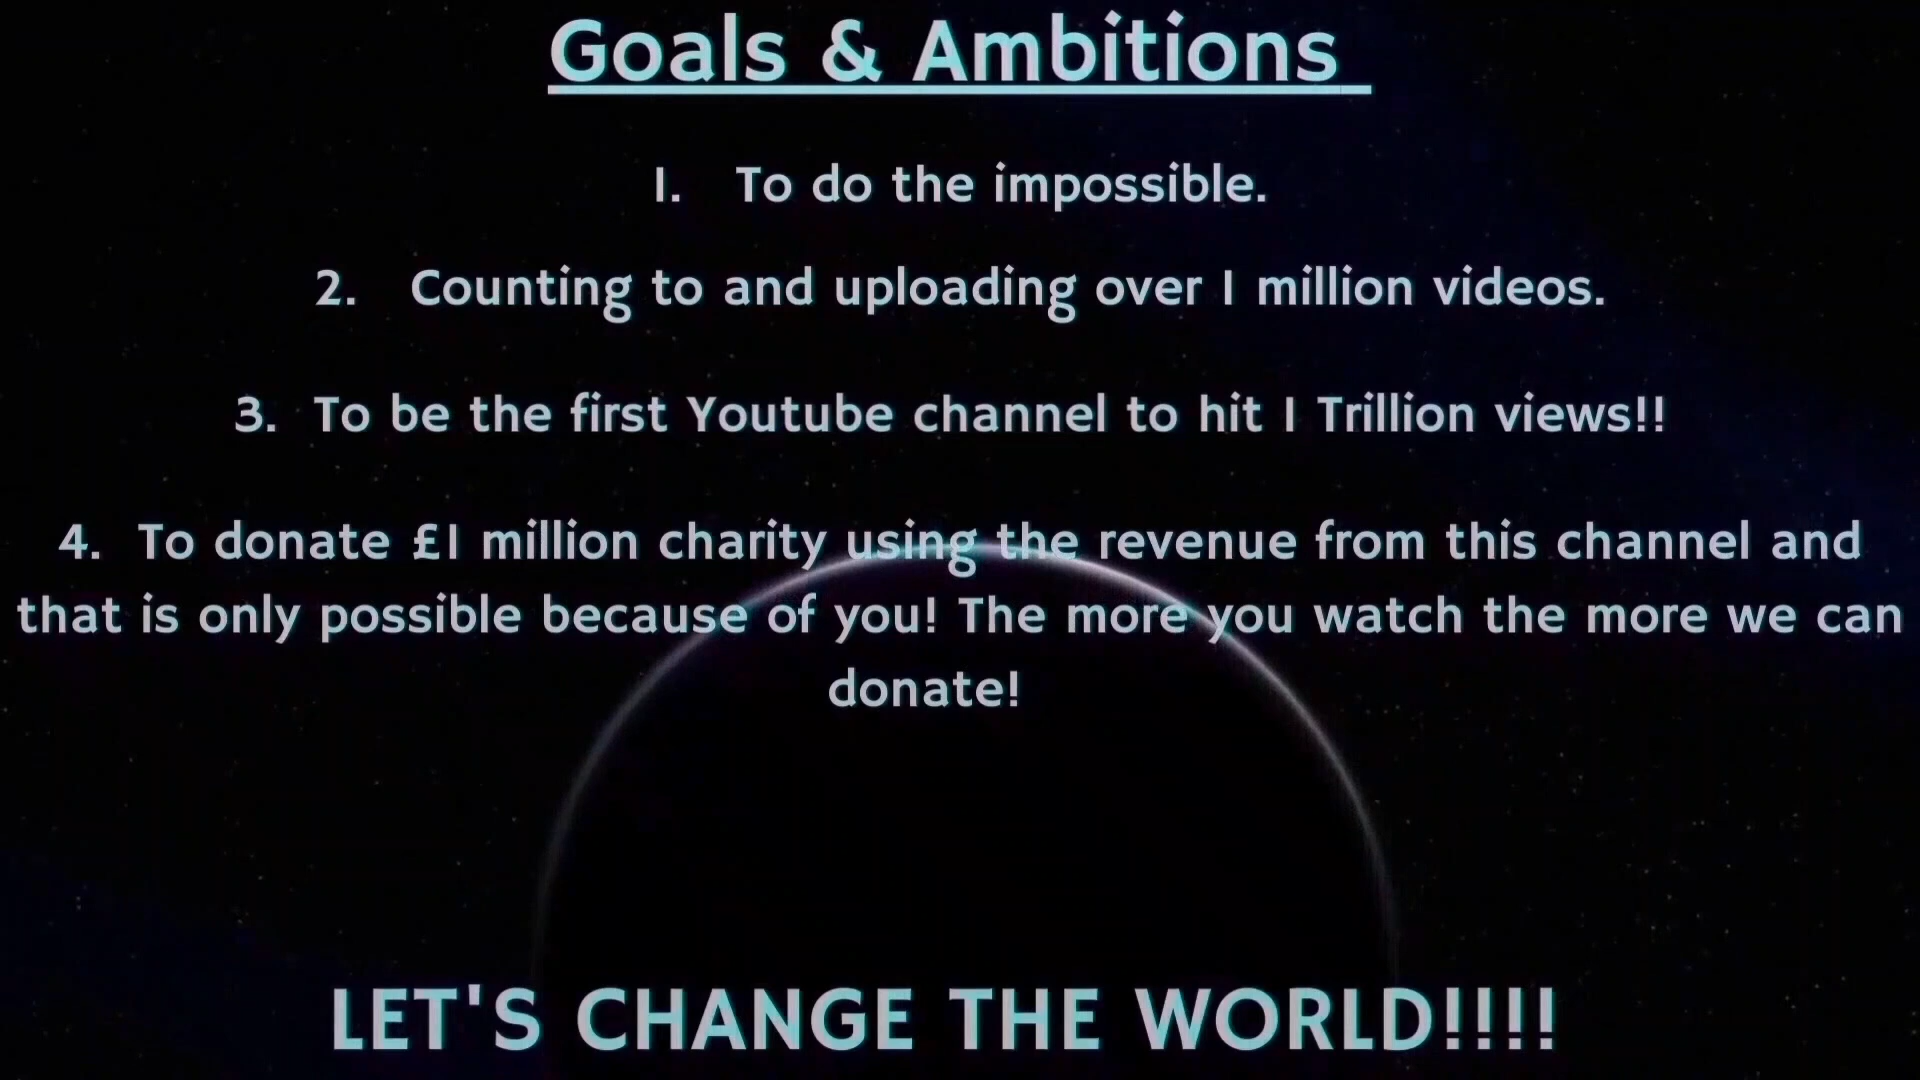 Goals & Ambitions
1. To do the impossible.
2. Counting to and uploading over 1 million videos.
3. To be the first Youtube channel to hit 1 Trillion views!!
4. To donate £1 million charity using the revenue from this channel and
that is only possible because of you! The more you watch the more we can
donate!
LET'S CHANGE THE WORLD!!!!